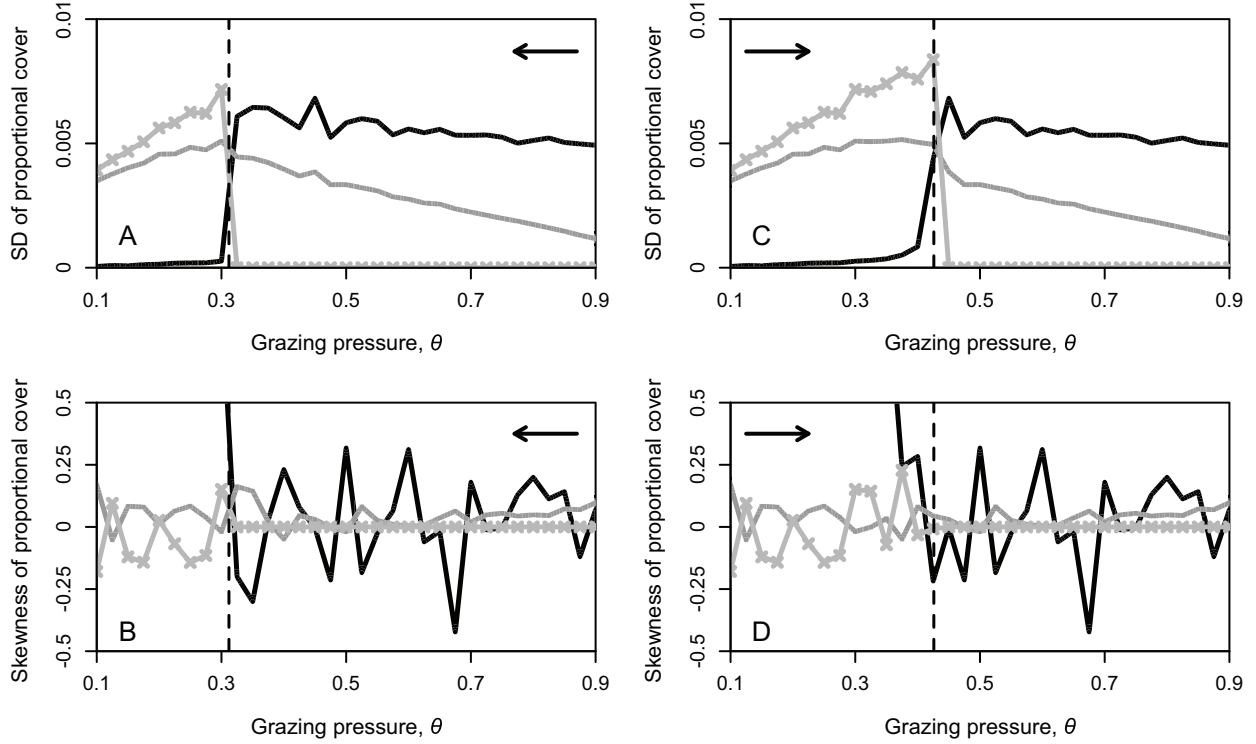 SD of proportional cover
0.01
0.005
0
A
0.1 0.3 0.5 0.7 0.9
Grazing pressure, θ
SD of proportional cover
0.01
0.005
0
C
0.1 0.3 0.5 0.7 0.9
Grazing pressure, θ
Skewness of proportional cover
0.5
0.25
0
-0.25
-0.5
B
0.1 0.3 0.5 0.7 0.9
Grazing pressure, θ
Skewness of proportional cover
0.5
0.25
0
-0.25
-0.5
D
0.1 0.3 0.5 0.7 0.9
Grazing pressure, θ